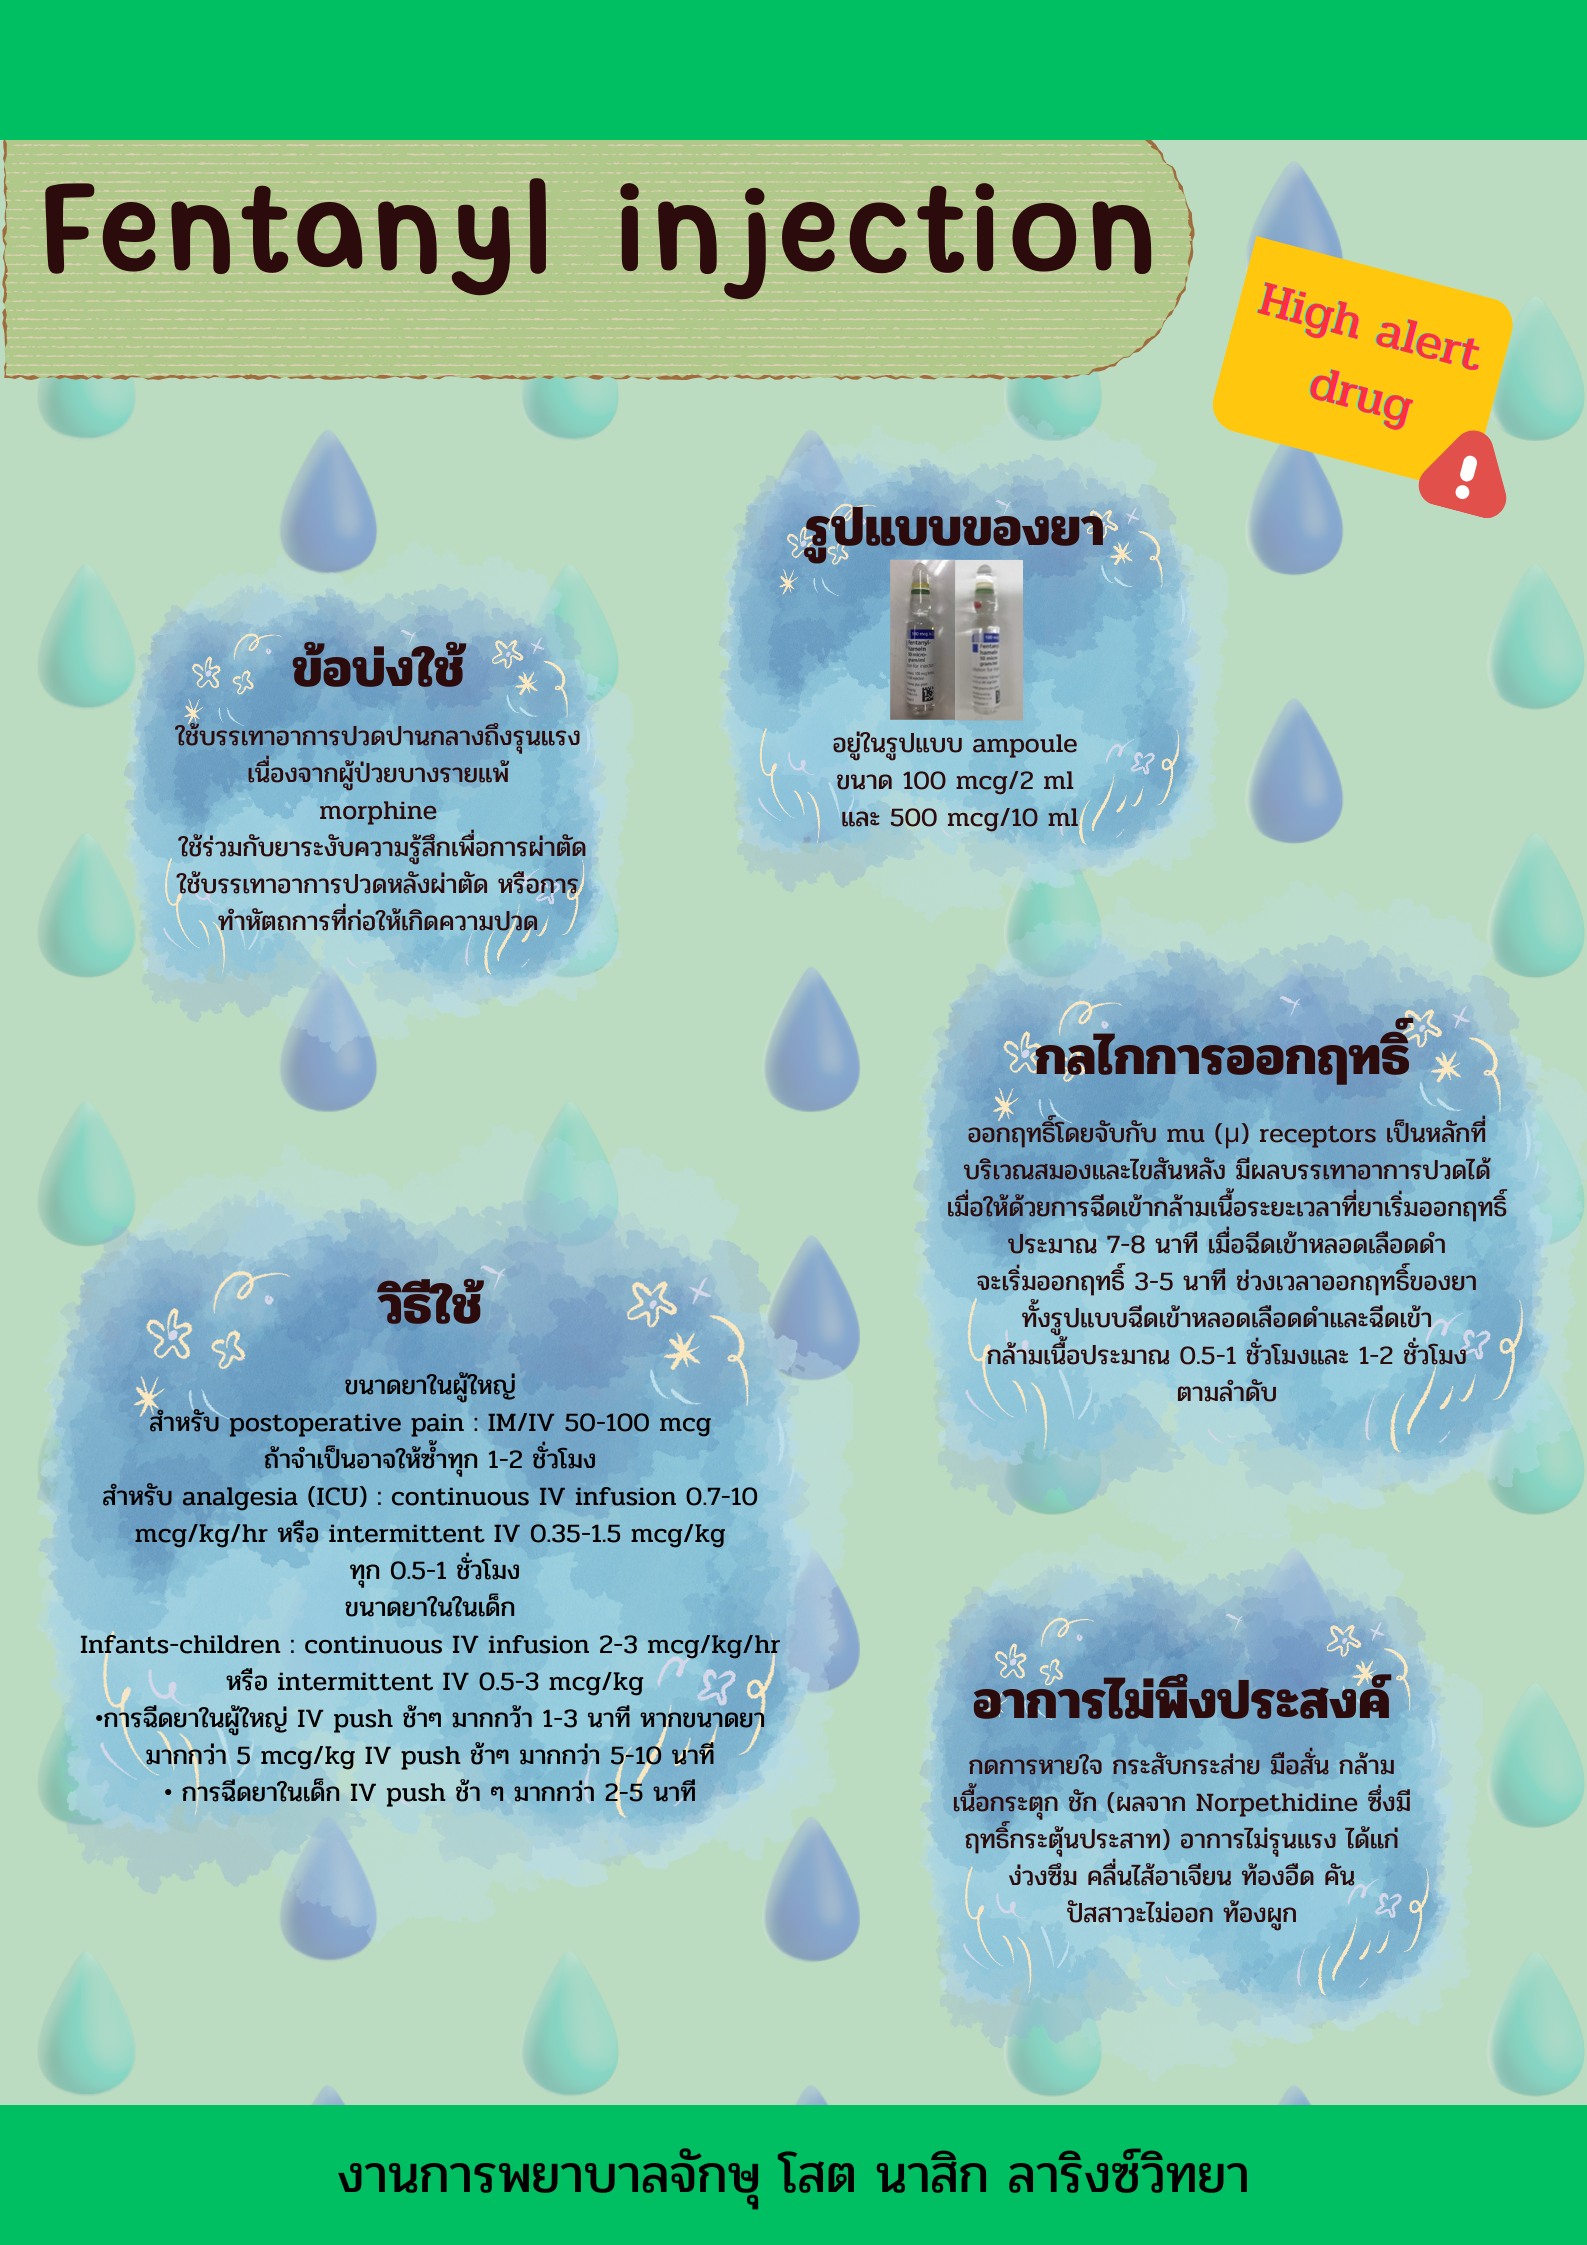 Fentanyl injection
High alert
drug
รูปแบบของยา
อยู่ในรูปแบบ ampoule
ขนาด 100 mcg/2 ml
และ 500 mcg/10 ml
ข้อบ่งใช้
ใช้บรรเทาอาการปวดปานกลางถึงรุนแรง
เนื่องจากผู้ป่วยบางรายแพ้
morphine
ใช้ร่วมกับยาระงับความรู้สึกเพื่อการผ่าตัด
ใช้บรรเทาอาการปวดหลังผ่าตัด หรือการ
ทำหัตถการที่ก่อให้เกิดความปวด
กลไกการออกฤทธิ์
ออกฤทธิ์โดยจับกับ mu (μ) receptors เป็นหลักที่
บริเวณสมองและไขสันหลัง มีผลบรรเทาอาการปวดได้
เมื่อให้ด้วยการฉีดเข้ากล้ามเนื้อระยะเวลาที่ยาเริ่มออกฤทธิ์
ประมาณ 7-8 นาที เมื่อฉีดเข้าหลอดเลือดดำ
จะเริ่มออกฤทธิ์ 3-5 นาที ช่วงเวลาออกฤทธิ์ของยา
ทั้งรูปแบบฉีดเข้าหลอดเลือดดำและฉีดเข้า
กล้ามเนื้อประมาณ 0.5-1 ชั่วโมงและ 1-2 ชั่วโมง
ตามลำดับ
วิธีใช้
ขนาดยาในผู้ใหญ่
สำหรับ postoperative pain : IM/IV 50-100 mcg
ถ้าจำเป็นอาจให้ซ้ำทุก 1-2 ชั่วโมง
สำหรับ analgesia (ICU) : continuous IV infusion 0.7-10
mcg/kg/hr หรือ intermittent IV 0.35-1.5 mcg/kg
ทุก 0.5-1 ชั่วโมง
ขนาดยาในในเด็ก
Infants-children : continuous IV infusion 2-3 mcg/kg/hr
หรือ intermittent IV 0.5-3 mcg/kg
•การฉีดยาในผู้ใหญ่ IV push ช้าๆ มากกว้า 1-3 นาที หากขนาดยา
มากกว่า 5 mcg/kg IV push ช้าๆ มากกว่า 5-10 นาที
• การฉีดยาในเด็ก IV push ช้า ๆ มากกว่า 2-5 นาที
อาการไม่พึงประสงค์
กดการหายใจ กระสับกระส่าย มือสั่น กล้าม
เนื้อกระตุก ชัก (ผลจาก Norpethidine ซึ่งมี
ฤทธิ์กระตุ้นประสาท) อาการไม่รุนแรง ได้แก่
ง่วงซึม คลื่นไส้อาเจียน ท้องอืด คัน
ปัสสาวะไม่ออก ท้องผูก
งานการพยาบาลจักษุ โสต นาสิก ลาริงซ์วิทยา